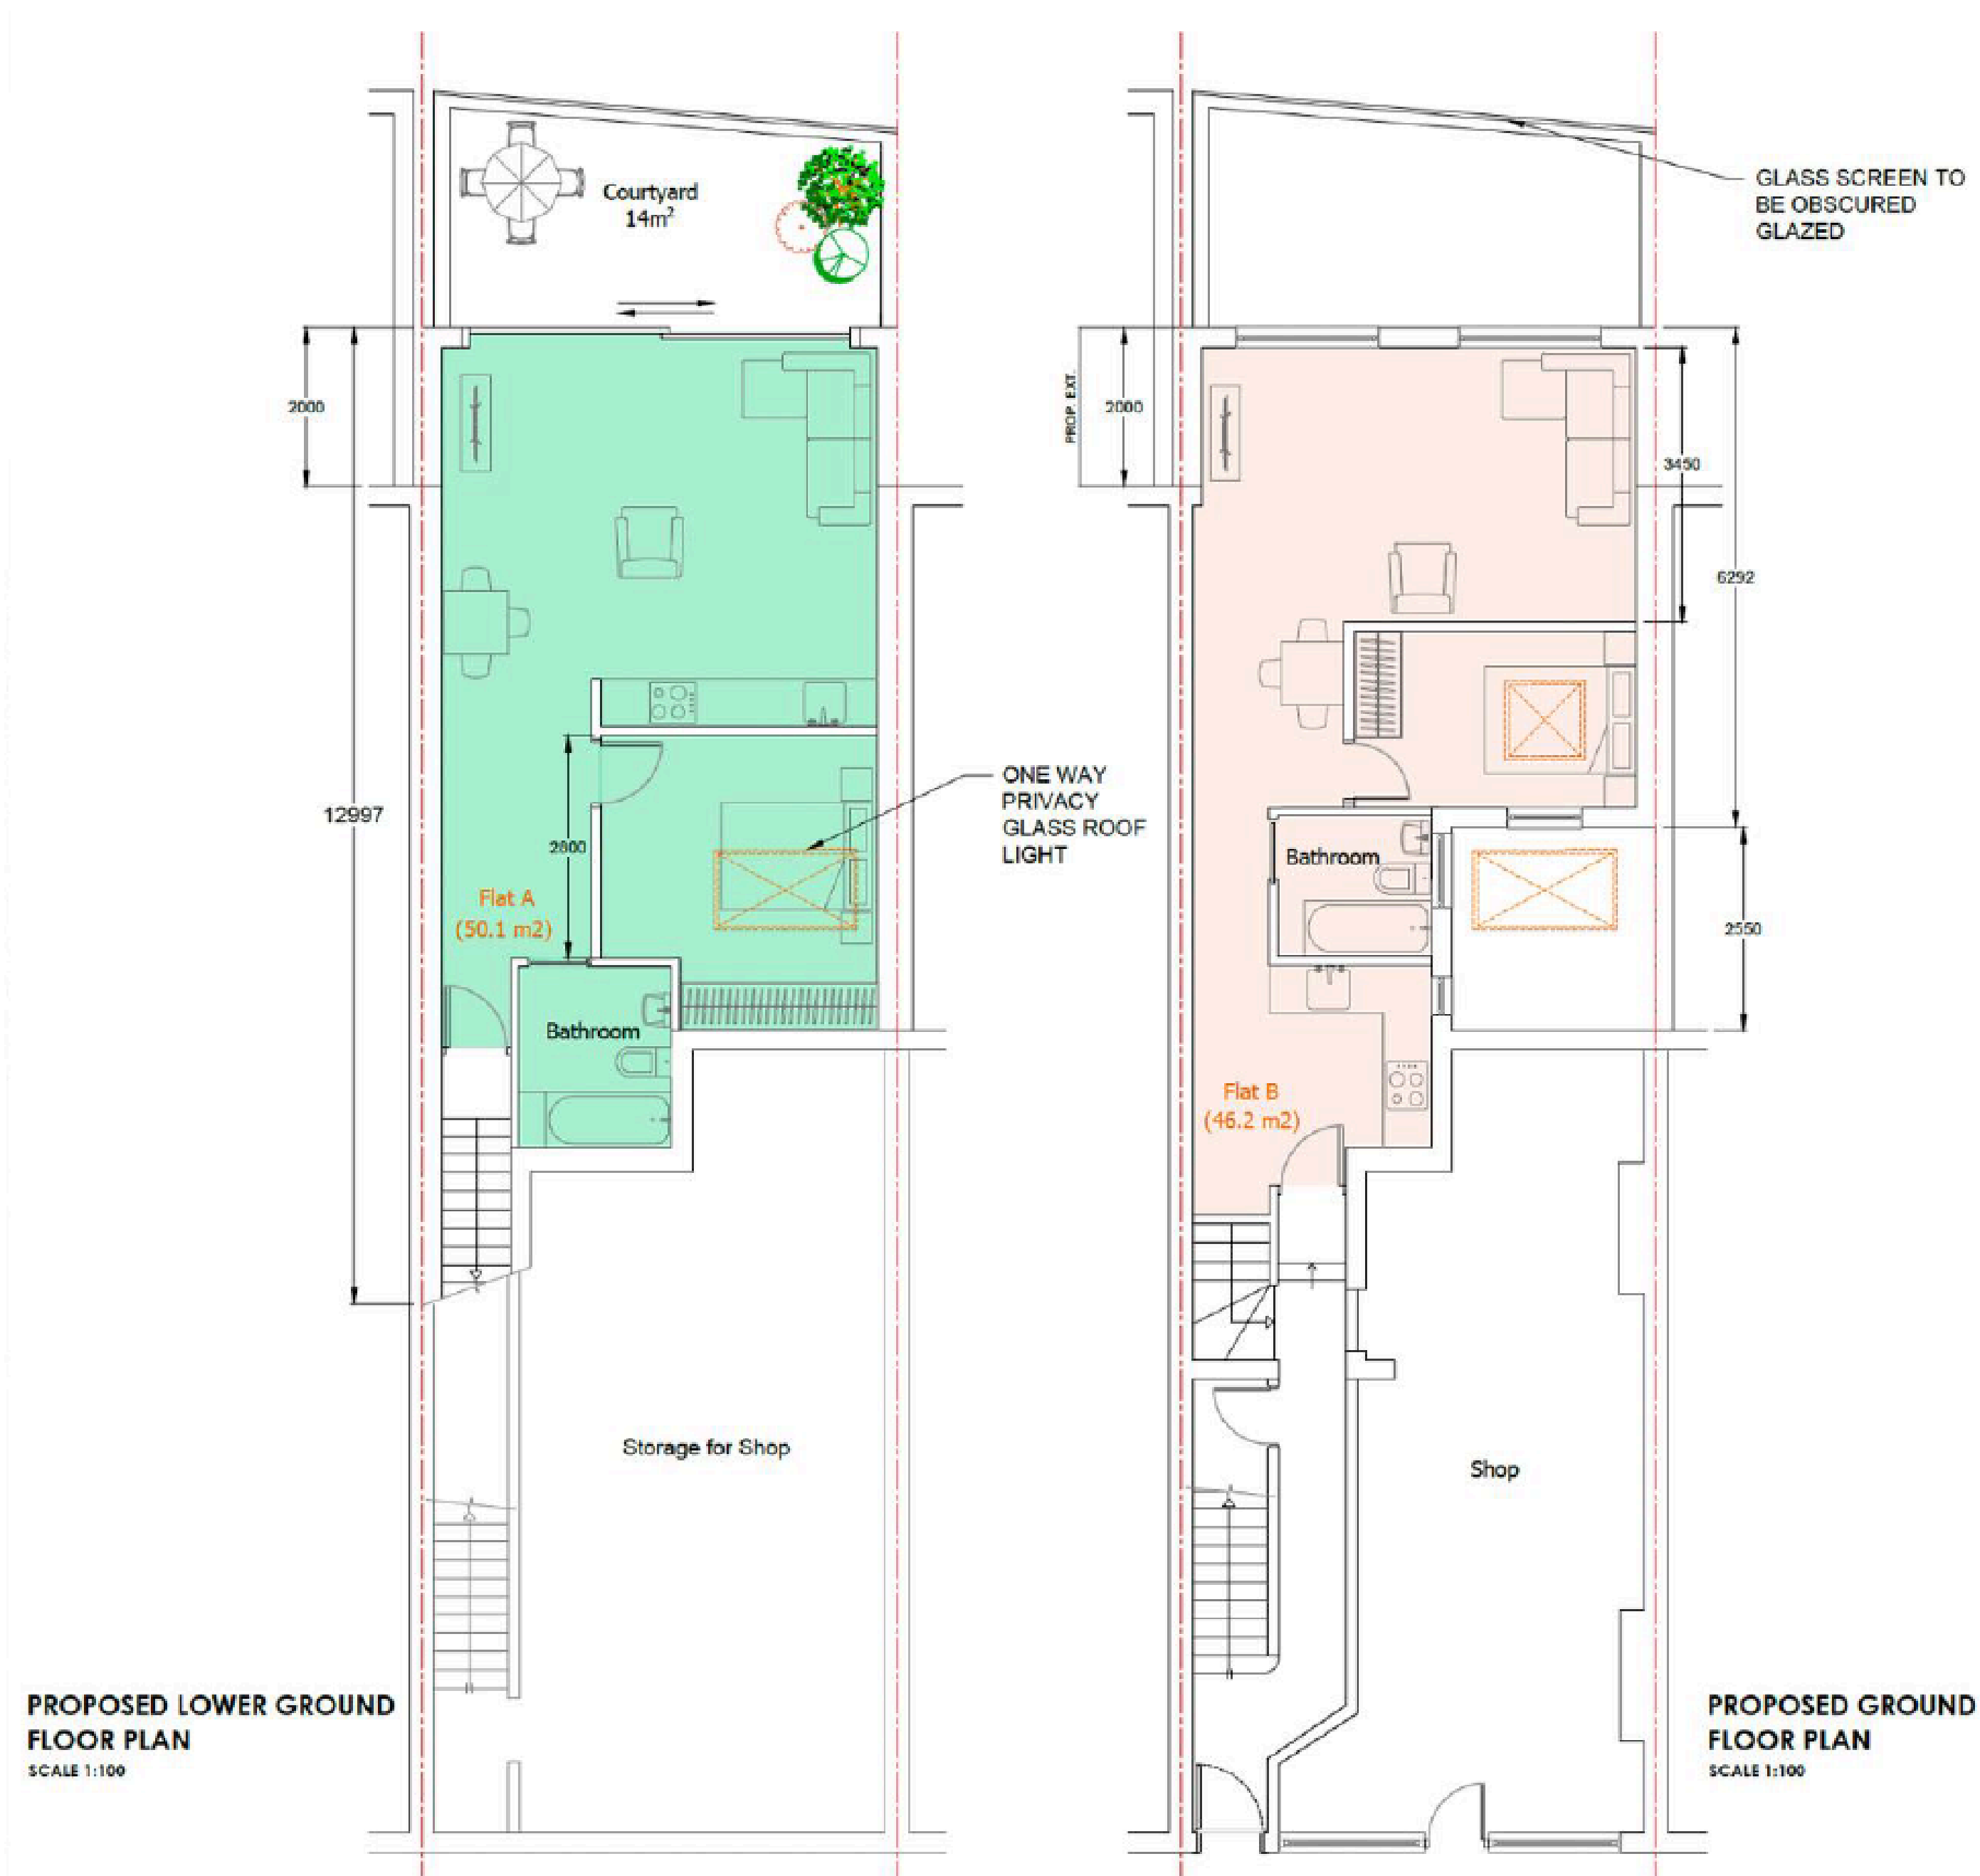 Courtyard
14m²
2000
12997
2800
Flat A
(50.1 m2)
Bathroom
ONE WAY
PRIVACY
GLASS ROOF
LIGHT
Storage for Shop
PROPOSED LOWER GROUND
FLOOR PLAN
SCALE 1:100
GLASS SCREEN TO
BE OBSCURED
GLAZED
PROP. EXT.
2000
3450
6292
2550
Bathroom
Flat B
(46.2 m2)
Shop
PROPOSED GROUND
FLOOR PLAN
SCALE 1:100